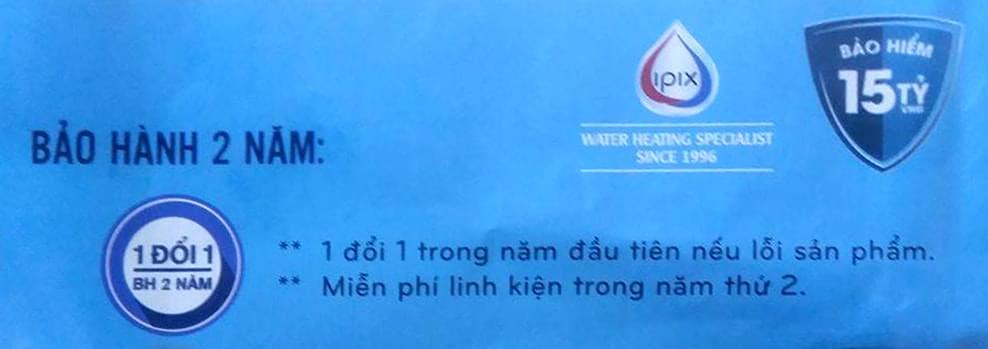 ıpıx
WATER HEATING SPECIALIST
SINCE 1996
BẢO HIỂM
15 TỶ
VNĐ
BẢO HÀNH 2 NĂM:
1 ĐỔI 1
BH 2 NĂM
** 1 đổi 1 trong năm đầu tiên nếu lỗi sản phẩm.
** Miễn phí linh kiện trong năm thứ 2.